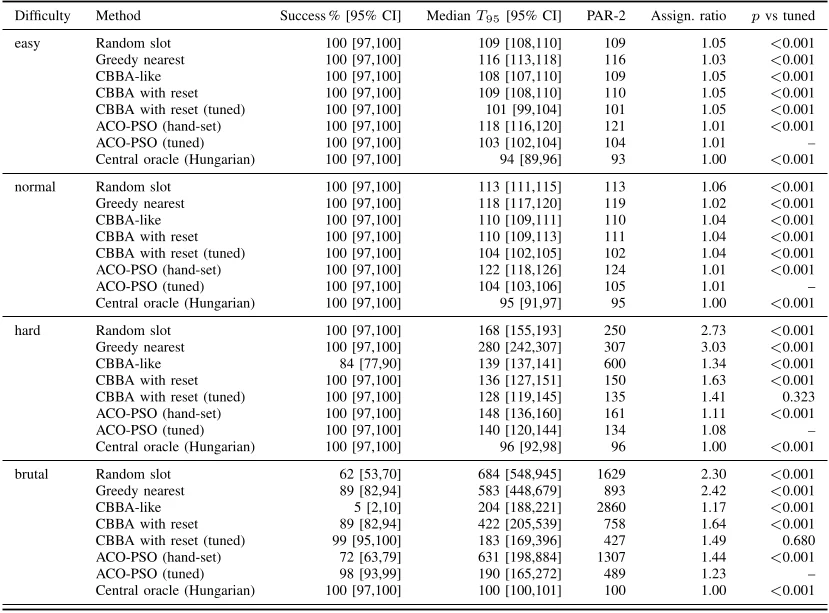 Difficulty Method Success % [95% CI] Median T95 [95% CI] PAR-2 Assign. ratio p vs tuned
easy Random slot 100 [97,100] 109 [108,110] 109 1.05 <0.001
Greedy nearest 100 [97,100] 116 [113,118] 116 1.03 <0.001
CBBA-like 100 [97,100] 108 [107,110] 109 1.05 <0.001
CBBA with reset 100 [97,100] 109 [108,110] 110 1.05 <0.001
CBBA with reset (tuned) 100 [97,100] 101 [99,104] 101 1.05 <0.001
ACO-PSO (hand-set) 100 [97,100] 118 [116,120] 121 1.01 <0.001
ACO-PSO (tuned) 100 [97,100] 103 [102,104] 104 1.01 –
Central oracle (Hungarian) 100 [97,100] 94 [89,96] 93 1.00 <0.001
normal Random slot 100 [97,100] 113 [111,115] 113 1.06 <0.001
Greedy nearest 100 [97,100] 118 [117,120] 119 1.02 <0.001
CBBA-like 100 [97,100] 110 [109,111] 110 1.04 <0.001
CBBA with reset 100 [97,100] 110 [109,113] 111 1.04 <0.001
CBBA with reset (tuned) 100 [97,100] 104 [102,105] 102 1.04 <0.001
ACO-PSO (hand-set) 100 [97,100] 122 [118,126] 124 1.01 <0.001
ACO-PSO (tuned) 100 [97,100] 104 [103,106] 105 1.01 –
Central oracle (Hungarian) 100 [97,100] 95 [91,97] 95 1.00 <0.001
hard Random slot 100 [97,100] 168 [155,193] 250 2.73 <0.001
Greedy nearest 100 [97,100] 280 [242,307] 307 3.03 <0.001
CBBA-like 84 [77,90] 139 [137,141] 600 1.34 <0.001
CBBA with reset 100 [97,100] 136 [127,151] 150 1.63 <0.001
CBBA with reset (tuned) 100 [97,100] 128 [119,145] 135 1.41 0.323
ACO-PSO (hand-set) 100 [97,100] 148 [136,160] 161 1.11 <0.001
ACO-PSO (tuned) 100 [97,100] 140 [120,144] 134 1.08 –
Central oracle (Hungarian) 100 [97,100] 96 [92,98] 96 1.00 <0.001
brutal Random slot 62 [53,70] 684 [548,945] 1629 2.30 <0.001
Greedy nearest 89 [82,94] 583 [448,679] 893 2.42 <0.001
CBBA-like 5 [2,10] 204 [188,221] 2860 1.17 <0.001
CBBA with reset 89 [82,94] 422 [205,539] 758 1.64 <0.001
CBBA with reset (tuned) 99 [95,100] 183 [169,396] 427 1.49 0.680
ACO-PSO (hand-set) 72 [63,79] 631 [198,884] 1307 1.44 <0.001
ACO-PSO (tuned) 98 [93,99] 190 [165,272] 489 1.23 –
Central oracle (Hungarian) 100 [97,100] 100 [100,101] 100 1.00 <0.001